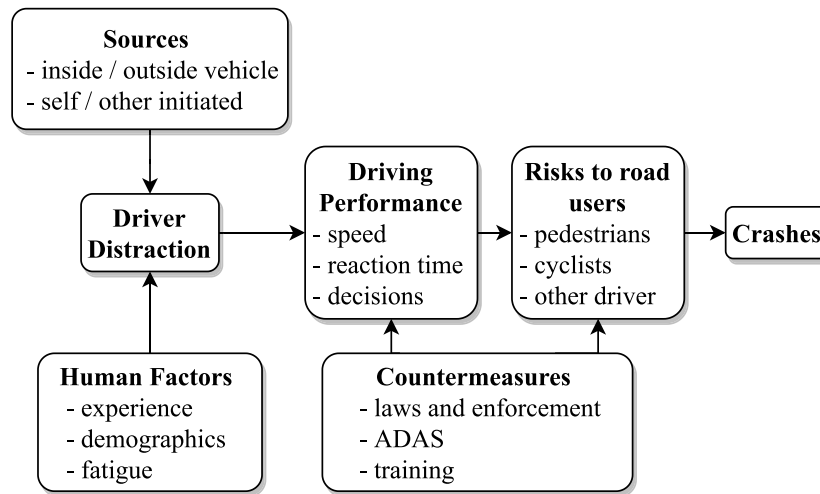 Sources
- inside / outside vehicle
- self / other initiated
Driver
Distraction
Driving
Performance
- speed
- reaction time
- decisions
Risks to road
users
- pedestrians
- cyclists
- other driver
Crashes
Human Factors
- experience
- demographics
- fatigue
Countermeasures
- laws and enforcement
- ADAS
- training